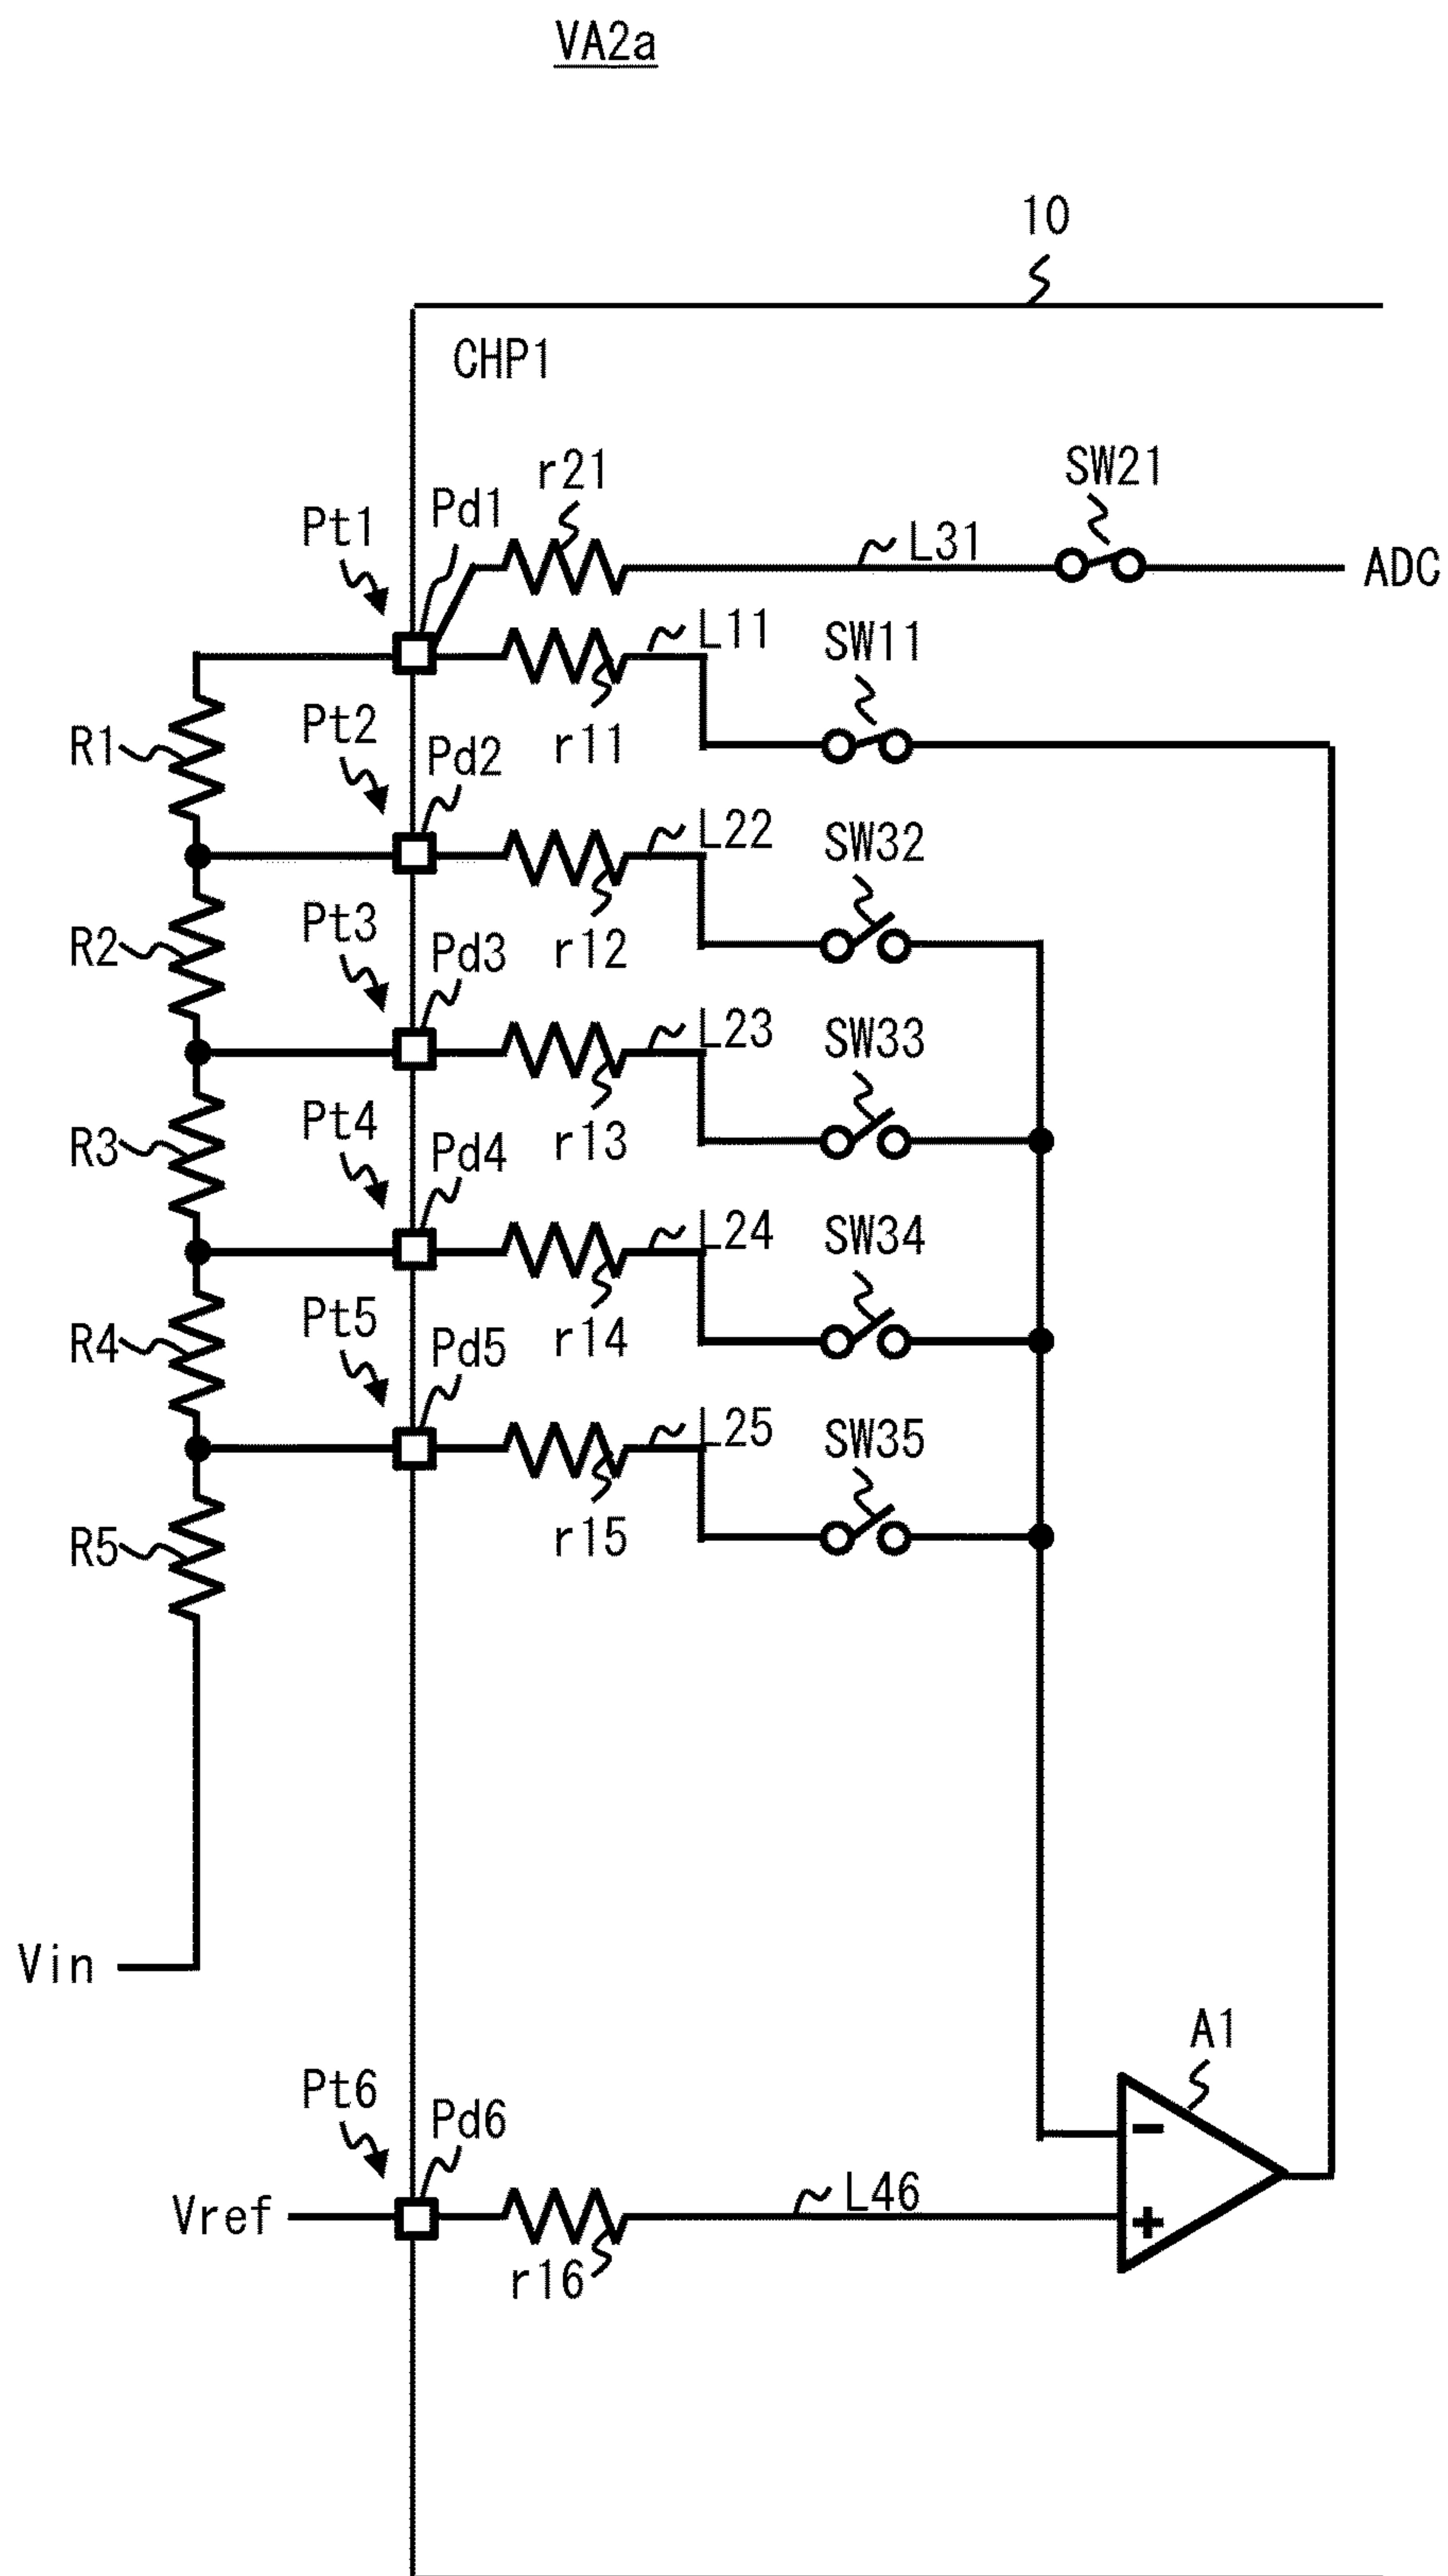 VA2a
10
CHP1
r21
SW21
Pt1
Pd1
L31
ADC
L11
SW11
R1
Pt2
Pd2
r11
L22
SW32
R2
Pt3
Pd3
r12
L23
SW33
R3
Pt4
Pd4
r13
L24
SW34
R4
Pt5
Pd5
r14
L25
SW35
R5
r15
Vin
A1
Pt6
Pd6
−
Vref
L46
+
r16